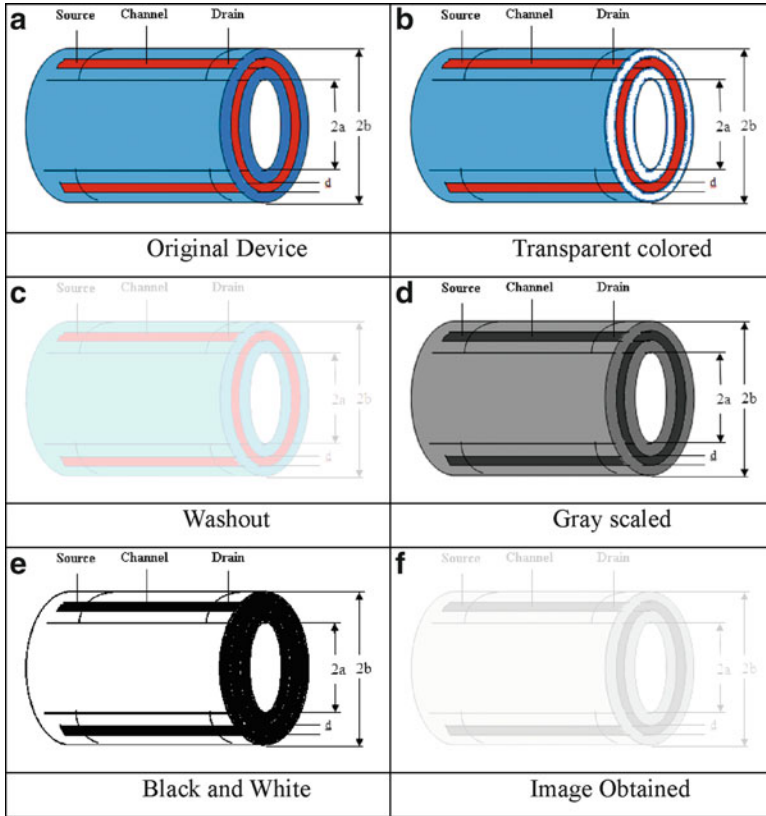 a Source Channel Drain
2a 2b
d
Original Device
b Source Channel Drain
2a 2b
d
Transparent colored
c Source Channel Drain
2a 2b
d
Washout
d Source Channel Drain
2a 2b
d
Gray scaled
e Source Channel Drain
2a 2b
d
Black and White
f Source Channel Drain
2a 2b
d
Image Obtained